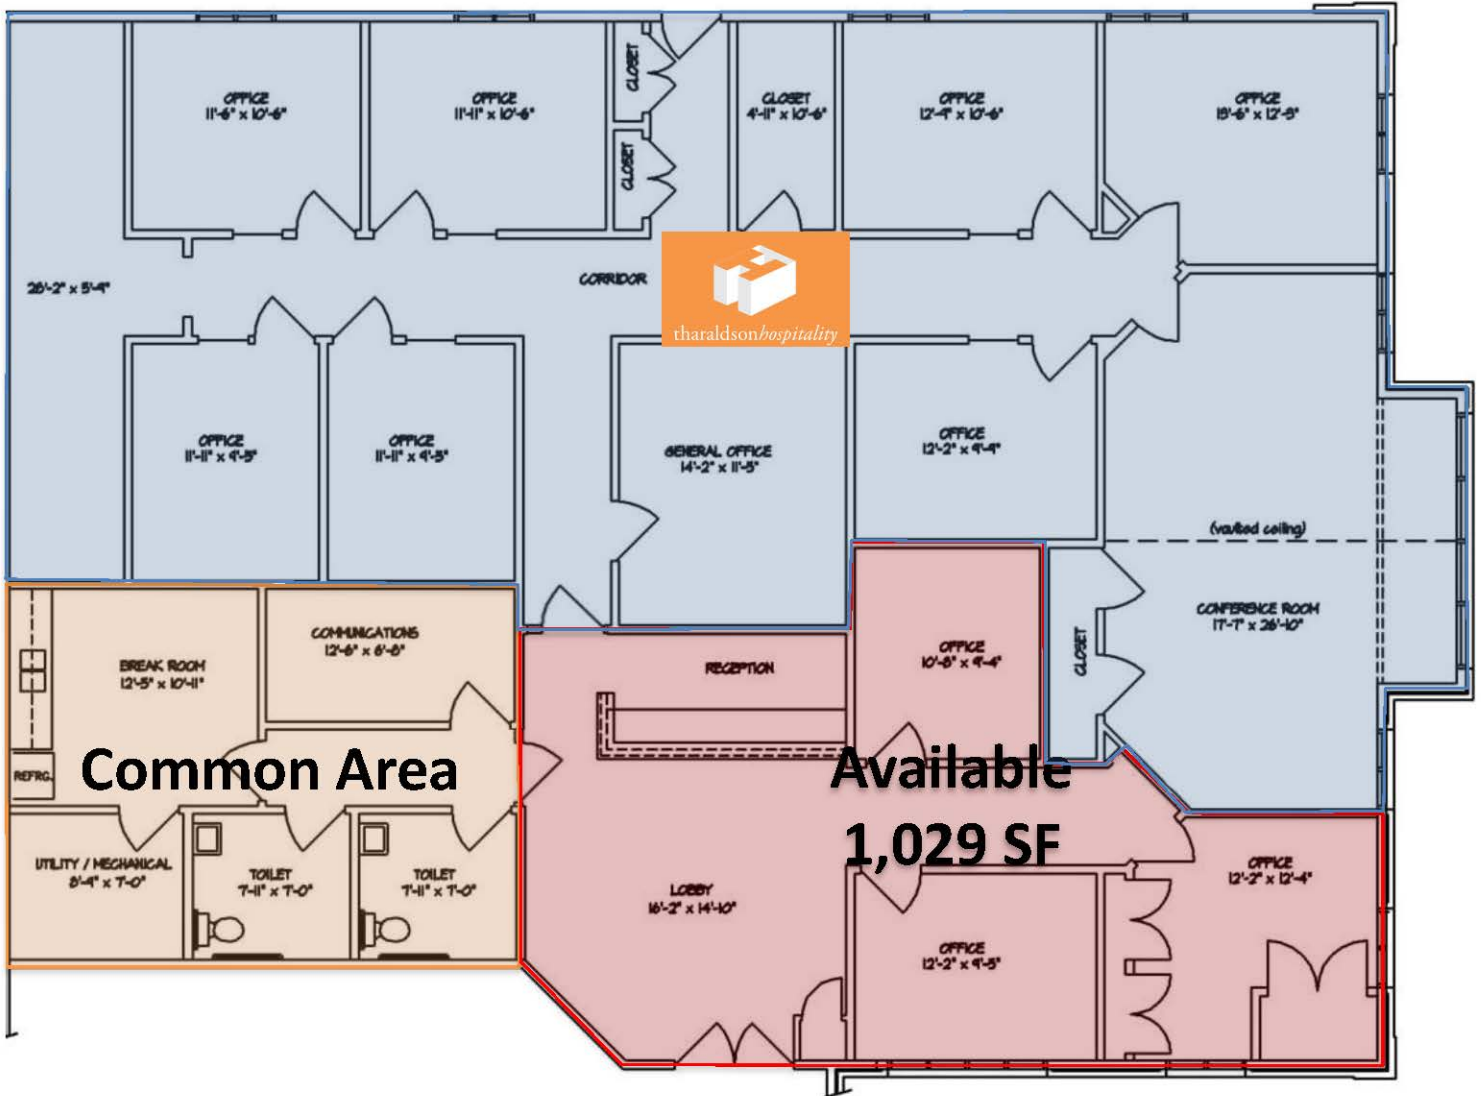 OFFICE
11'-6" x 10'-6"
OFFICE
11'-11" x 10'-6"
CLOSET
CLOSET
CLOSET
4'-11" x 10'-6"
OFFICE
12'-9" x 10'-6"
OFFICE
15'-6" x 12'-5"
26'-2" x 5'-9"
CORRIDOR
tharaldsonhospitality
OFFICE
11'-11" x 9'-5"
OFFICE
11'-11" x 9'-5"
GENERAL OFFICE
14'-2" x 11'-5"
OFFICE
12'-2" x 9'-9"
(vaulted ceiling)
CONFERENCE ROOM
17'-7" x 26'-10"
CLOSET
COMMUNICATIONS
12'-6" x 6'-8"
BREAK ROOM
12'-5" x 10'-11"
RECEPTION
OFFICE
10'-8" x 9'-4"
REFRG.
Common Area
Available
1,029 SF
UTILITY / MECHANICAL
8'-9" x 7'-0"
TOILET
7'-11" x 7'-0"
TOILET
7'-11" x 7'-0"
LOBBY
16'-2" x 14'-10"
OFFICE
12'-2" x 12'-4"
OFFICE
12'-2" x 9'-5"